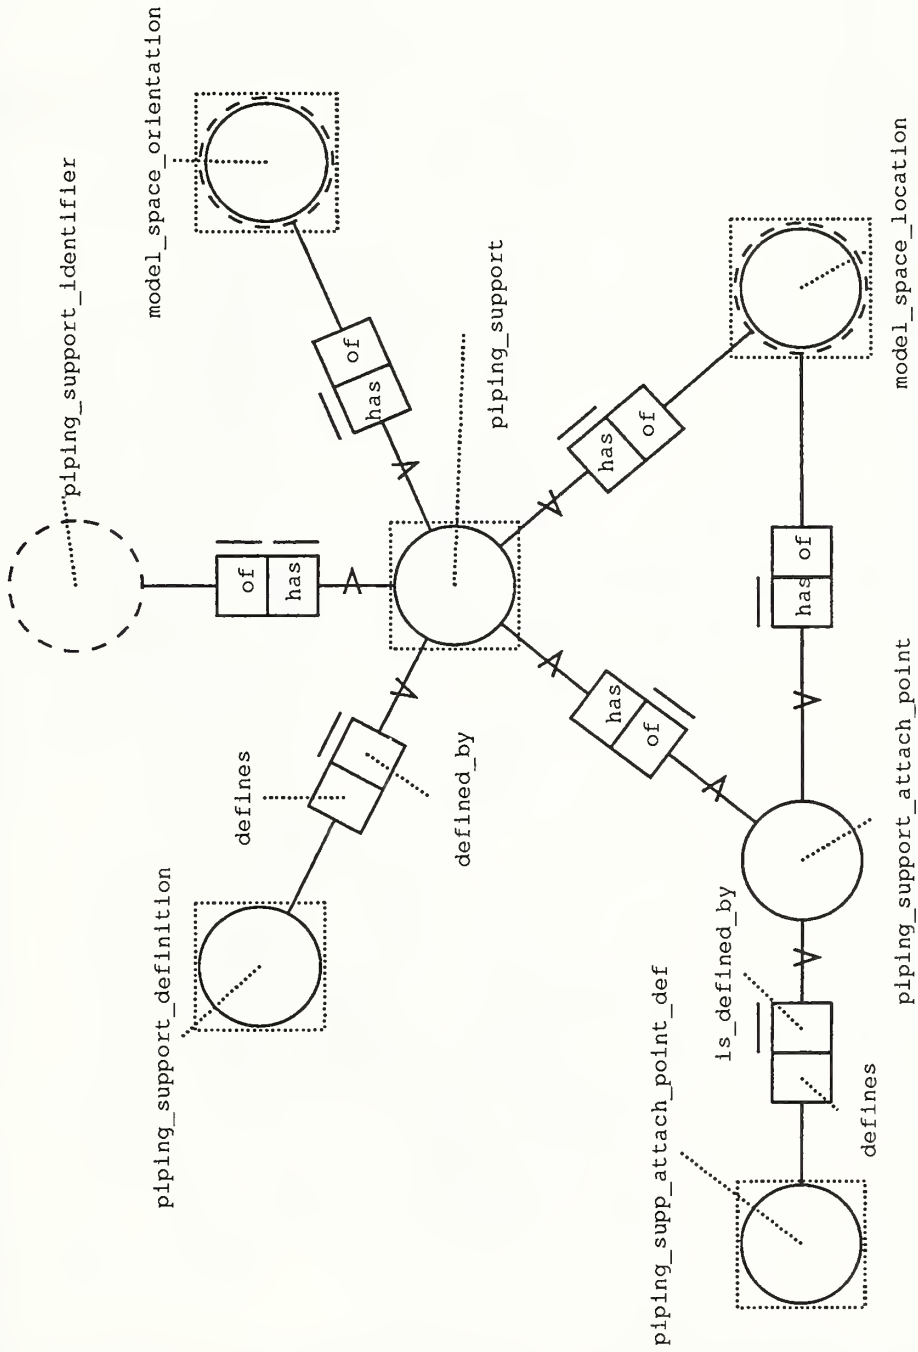 piping_support_identifier
model_space_orientation
of
has
of
has
piping_support
defines
defined_by
has
of
has
of
model_space_location
piping_support_definition
has
of
piping_support_attach_point
is_defined_by
defines
piping_supp_attach_point_def